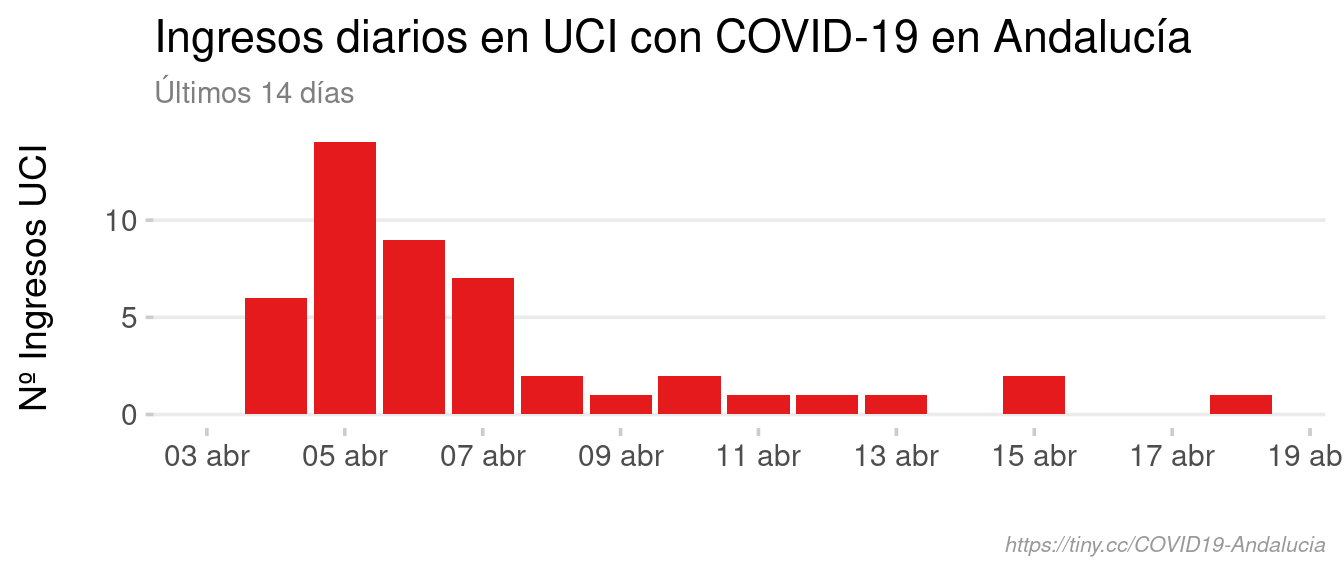 Ingresos diarios en UCI con COVID-19 en Andalucía
Últimos 14 días
Nº Ingresos UCI
10
5
0
03 abr 05 abr 07 abr 09 abr 11 abr 13 abr 15 abr 17 abr 19 ab
https://tiny.cc/COVID19-Andalucia